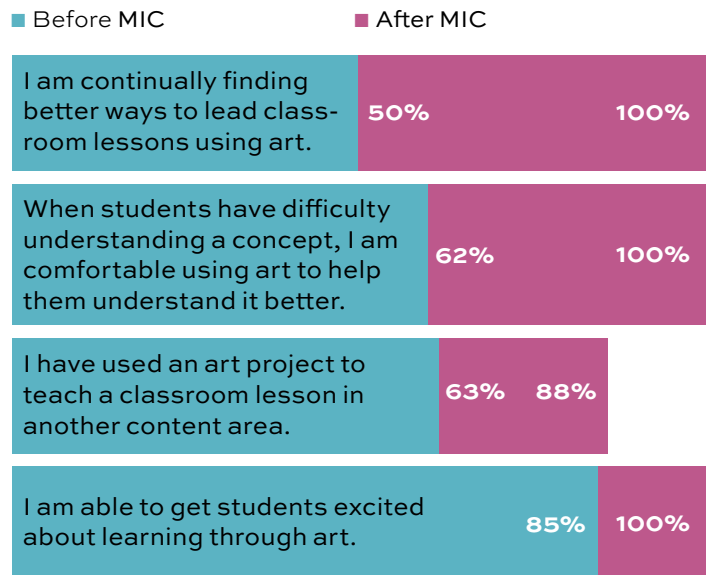 Before MIC After MIC
I am continually finding
better ways to lead class-
room lessons using art.
50% 100%
When students have difficulty
understanding a concept, I am
comfortable using art to help
them understand it better.
62% 100%
I have used an art project to
teach a classroom lesson in
another content area.
63% 88%
I am able to get students excited
about learning through art.
85% 100%